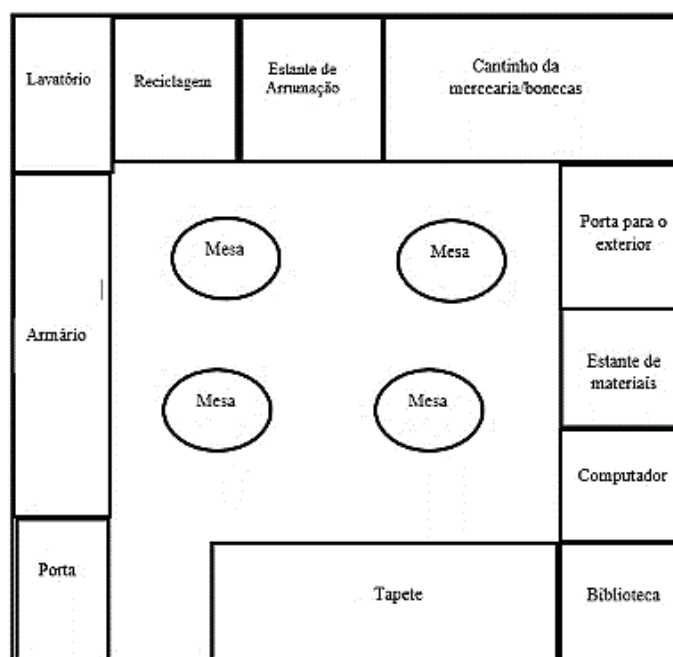 Lavatório
Reciclagem
Estante de
Arrumação
Cantinho da
mercearia/bonecas
Mesa
Mesa
Porta para o
exterior
Armário
Estante de
materiais
Mesa
Mesa
Computador
Porta
Tapete
Biblioteca